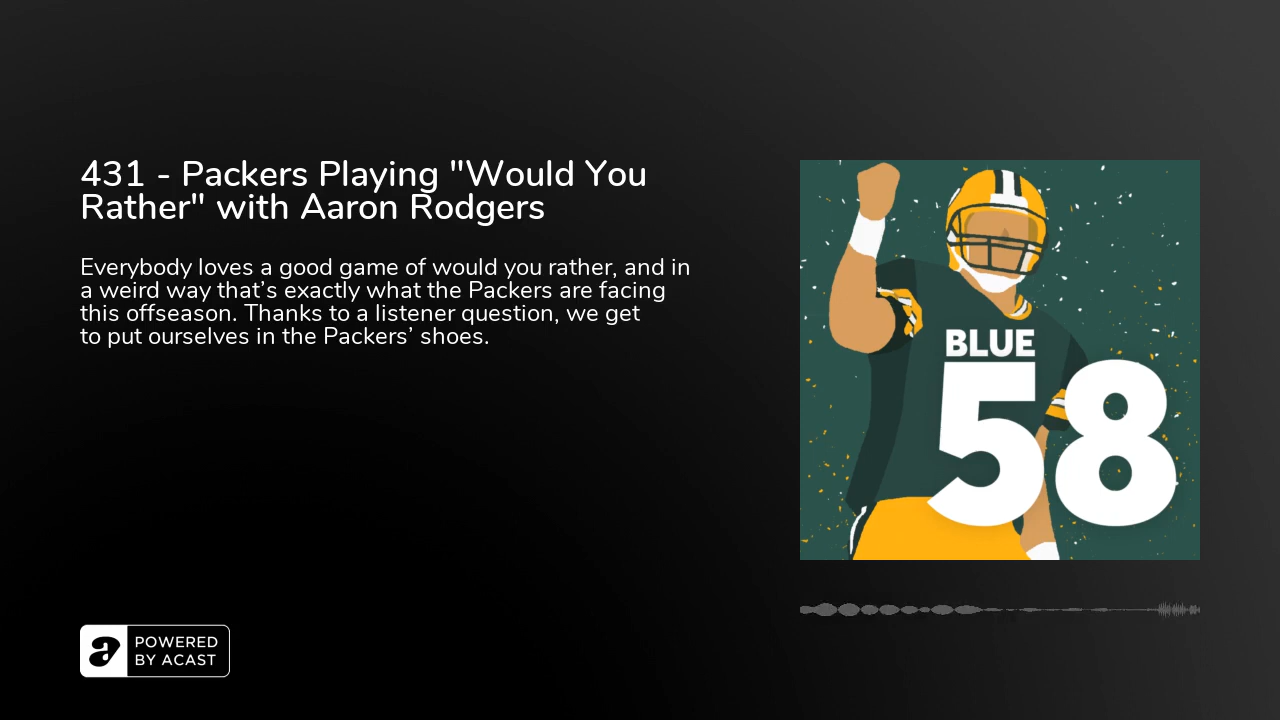 431 - Packers Playing "Would You
Rather" with Aaron Rodgers
Everybody loves a good game of would you rather, and in
a weird way that’s exactly what the Packers are facing
this offseason. Thanks to a listener question, we get
to put ourselves in the Packers’ shoes.
BLUE
58
POWERED
BY ACAST